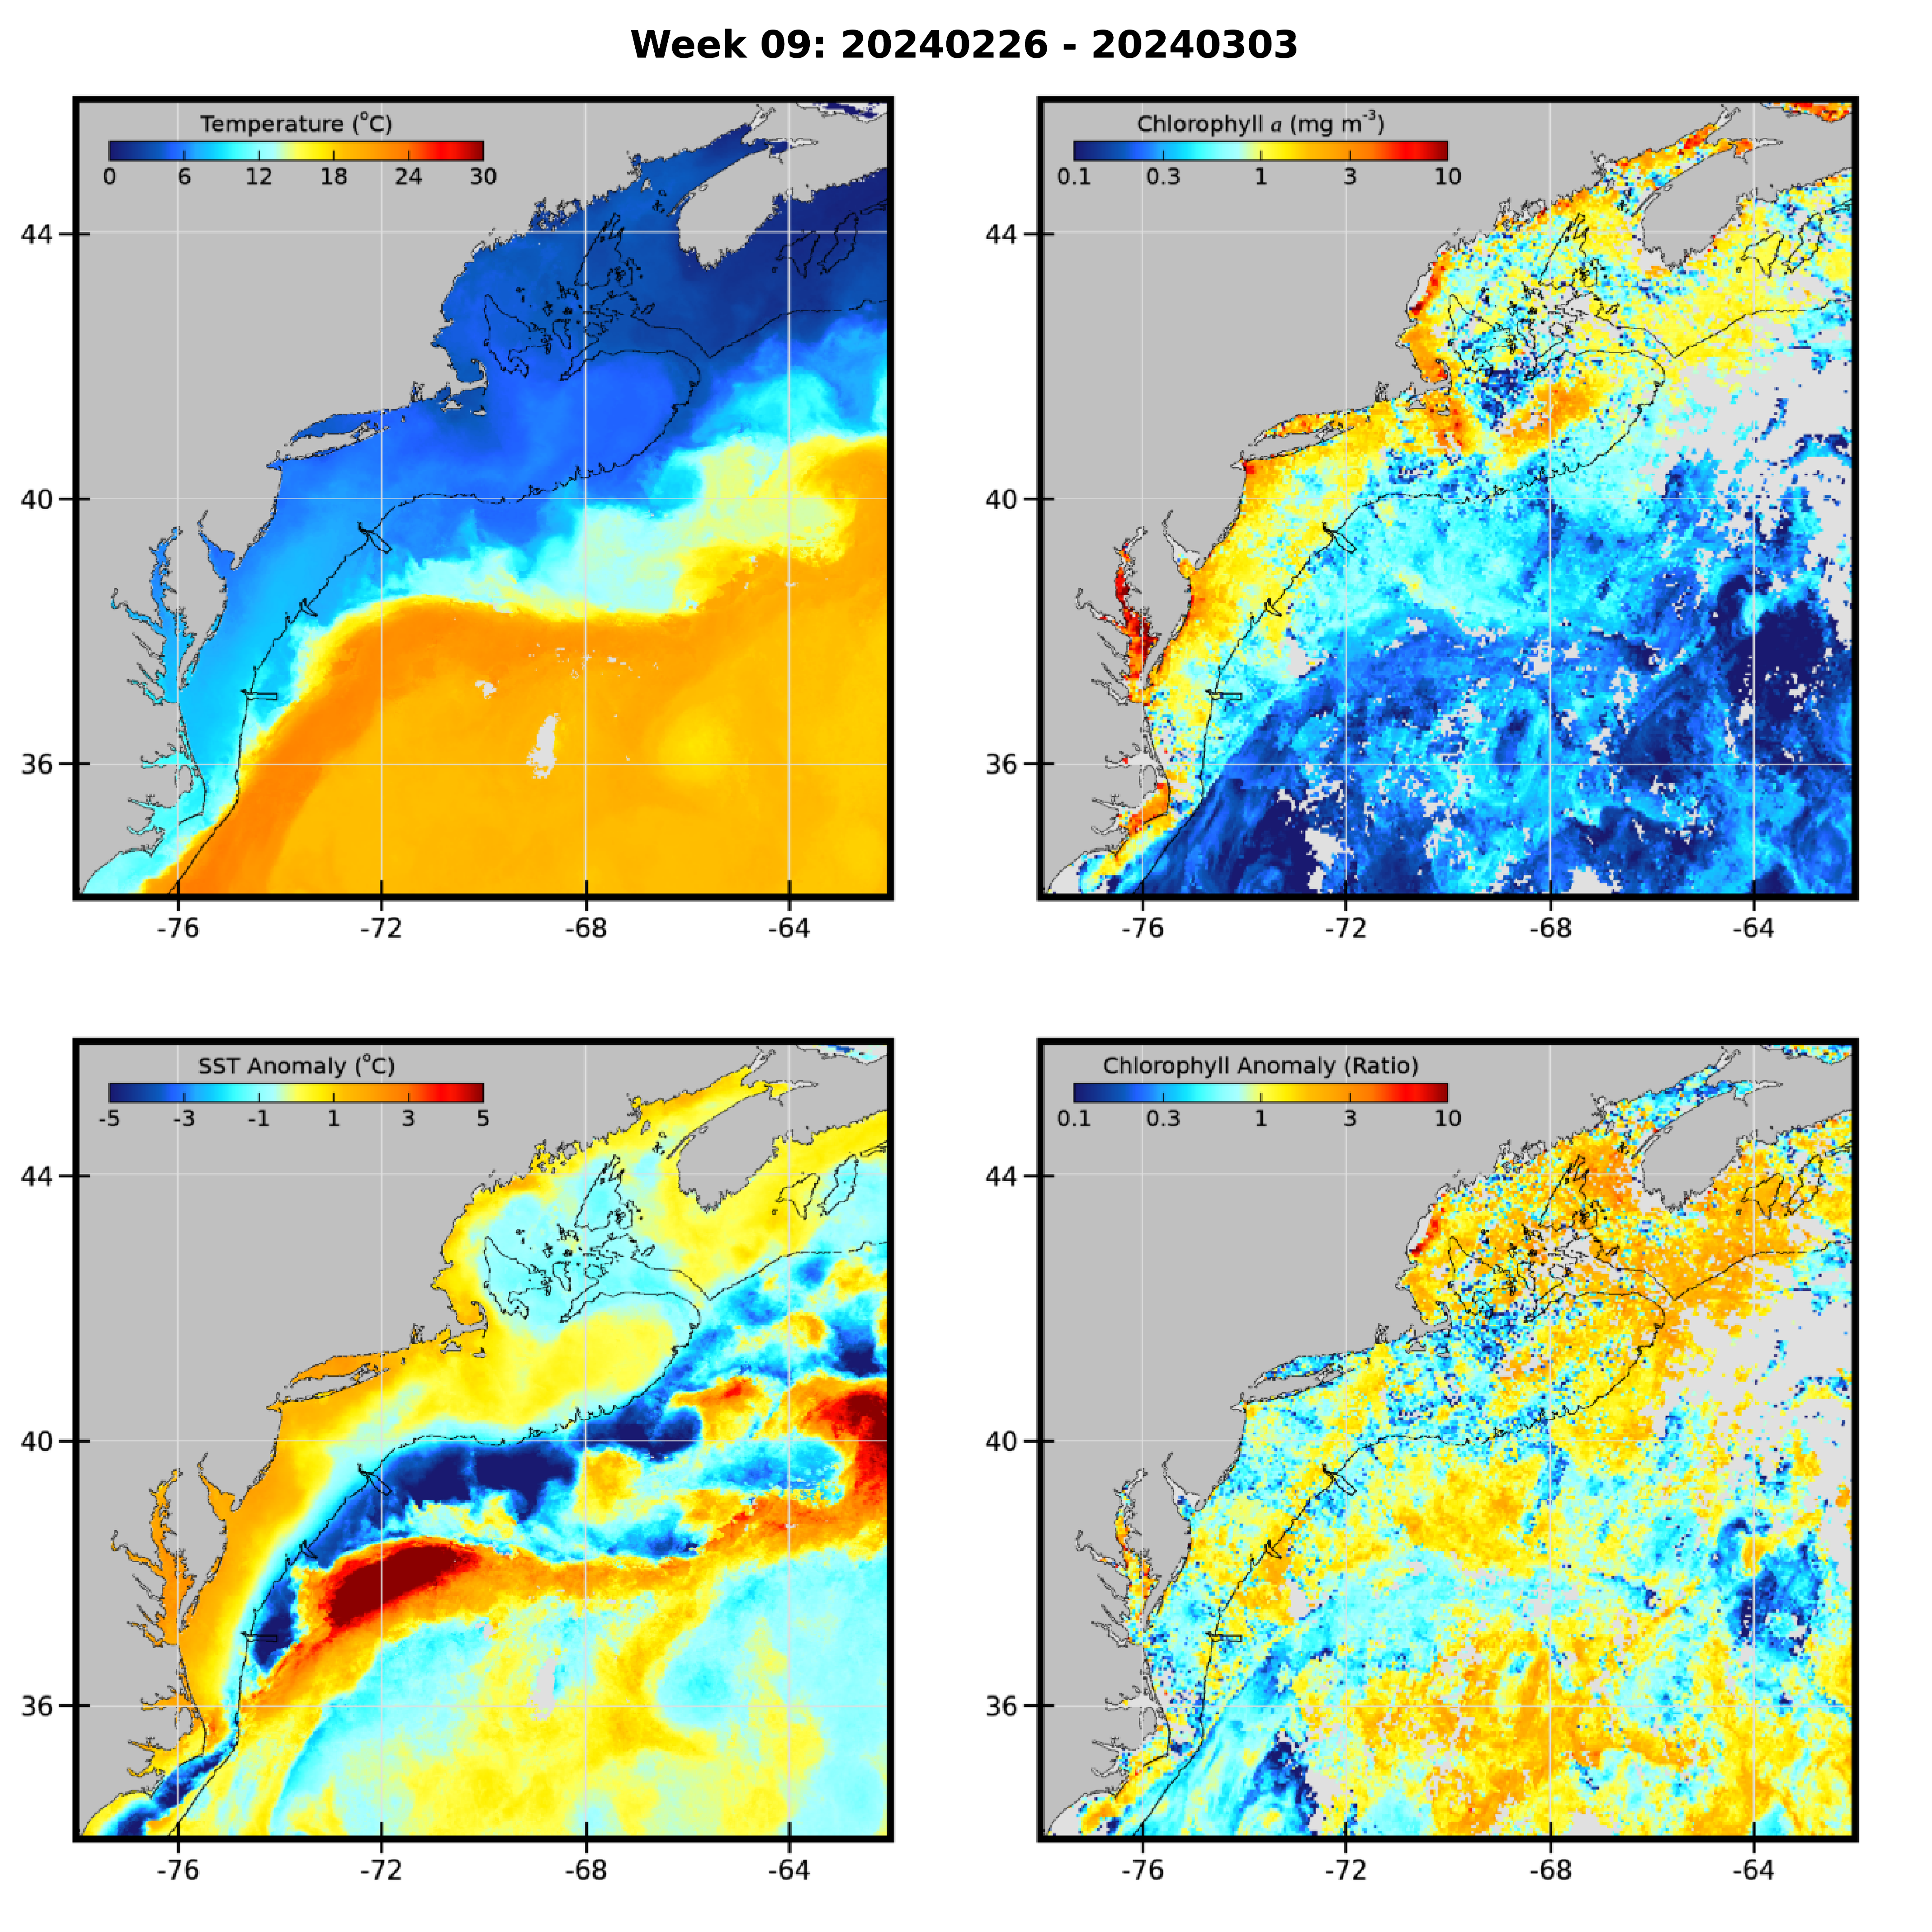 Week 09: 20240226 - 20240303
Temperature (°C)
0 6 12 18 24 30
44
40
36
-76 -72 -68 -64
Chlorophyll a (mg m⁻³)
0.1 0.3 1 3 10
44
40
36
-76 -72 -68 -64
SST Anomaly (°C)
-5 -3 -1 1 3 5
44
40
36
-76 -72 -68 -64
Chlorophyll Anomaly (Ratio)
0.1 0.3 1 3 10
44
40
36
-76 -72 -68 -64